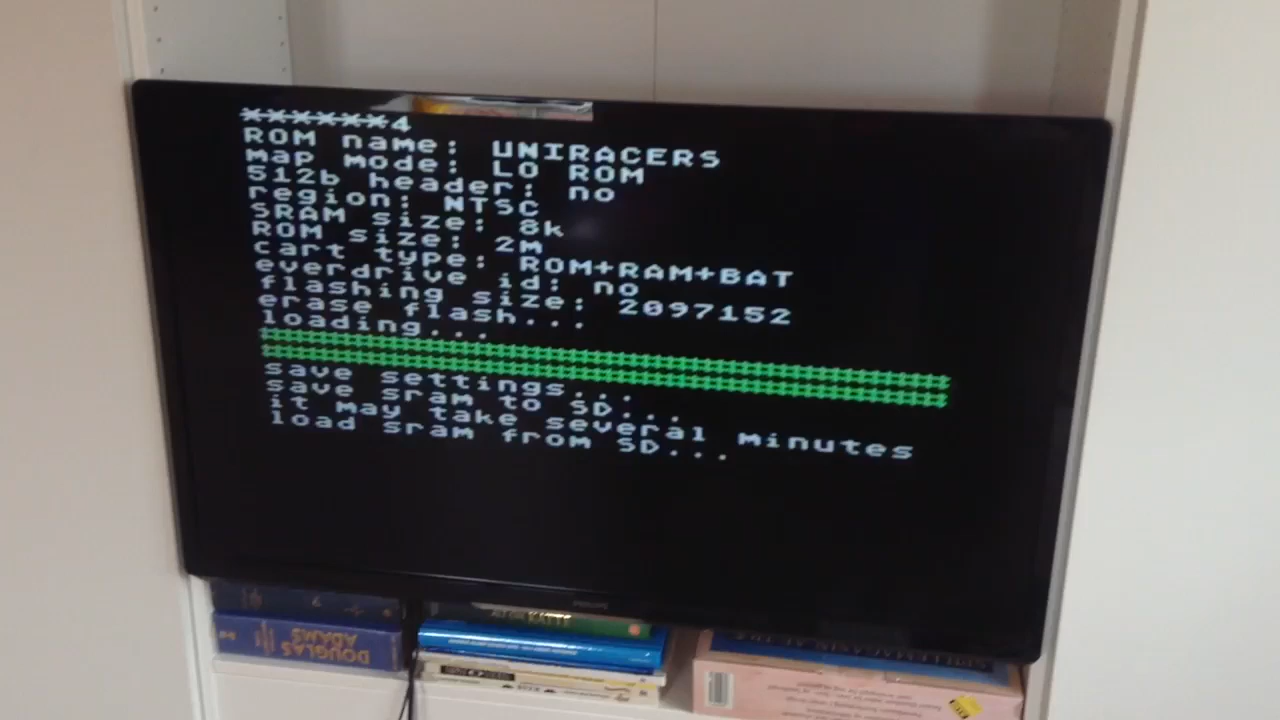 ××××××4
ROM name: UNIRACERS
map mode: LO ROM
512b header: no
region: NTSC
SRAM size: 8k
ROM size: 2m
cart type: ROM+RAM+BAT
everdrive id: no
flashing size: 2097152
erase flash...
loading...
save settings...
save sram to SD...
it may take several minutes
load sram from SD...
DOUGLAS
ADAMS